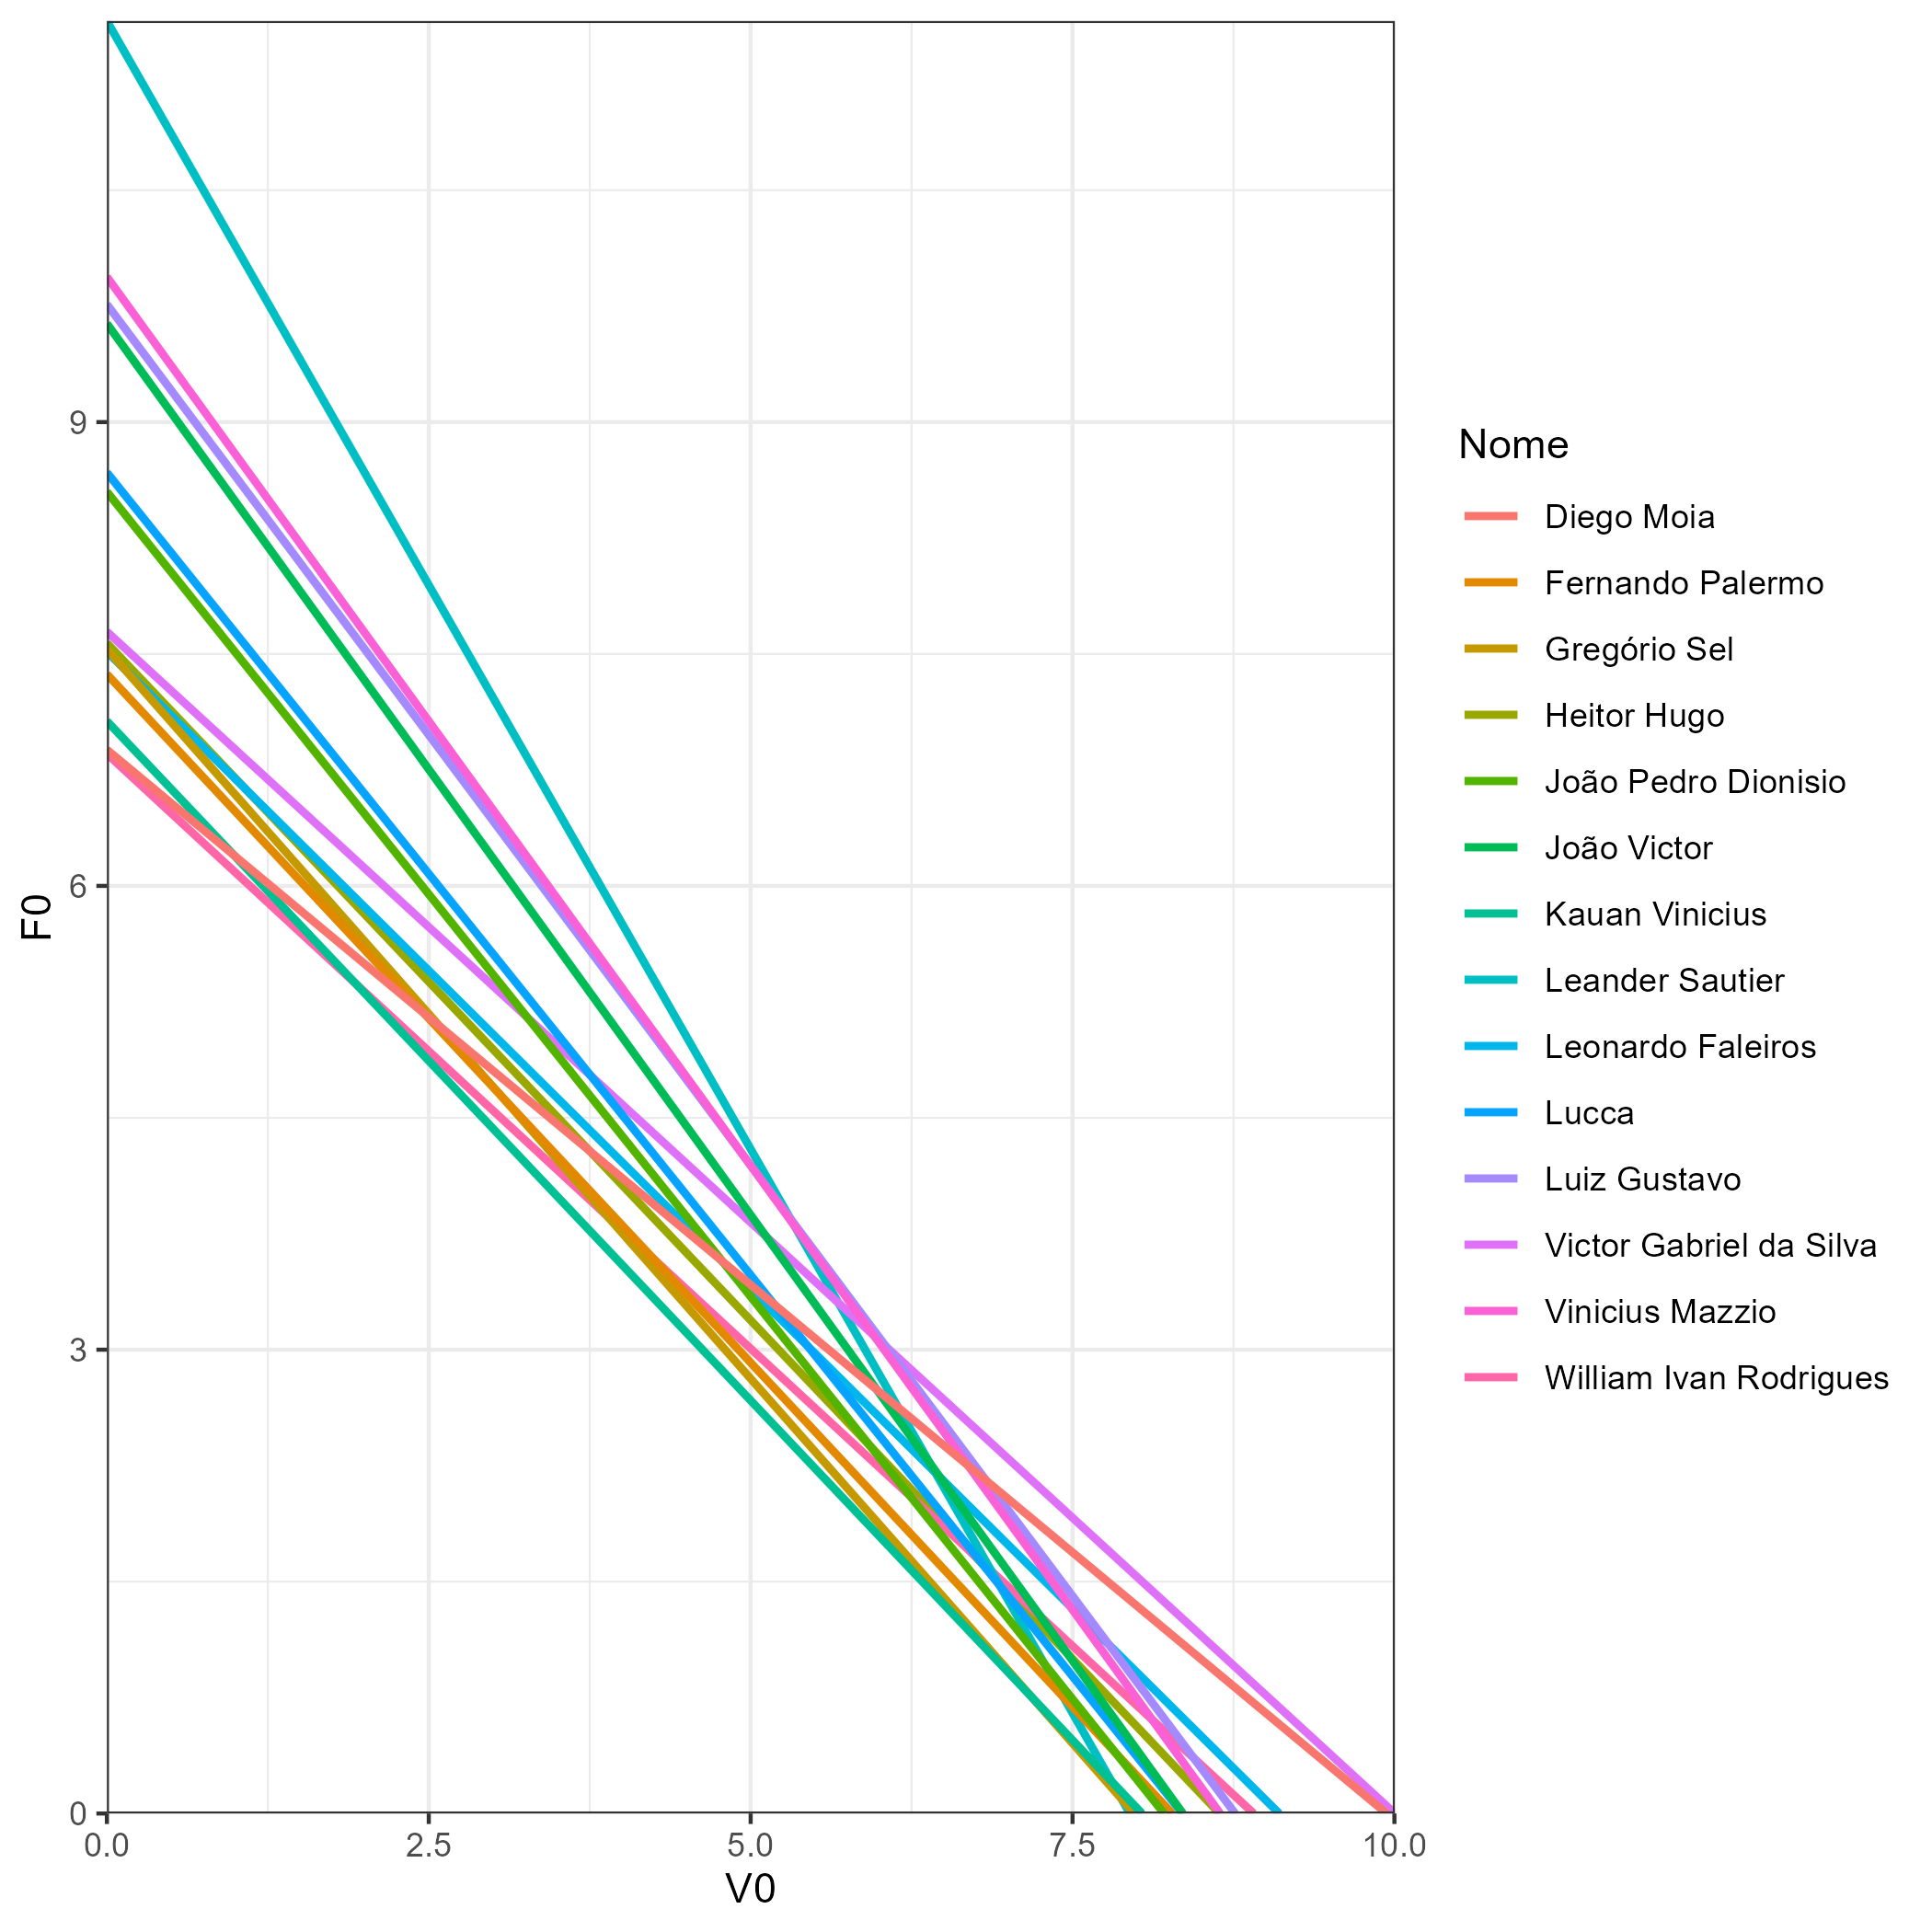 F0
9
6
3
0
0.0
2.5
5.0
7.5
10.0
V0
Nome
Diego Moia
Fernando Palermo
Gregório Sel
Heitor Hugo
João Pedro Dionisio
João Victor
Kauan Vinicius
Leander Sautier
Leonardo Faleiros
Lucca
Luiz Gustavo
Victor Gabriel da Silva
Vinicius Mazzio
William Ivan Rodrigues